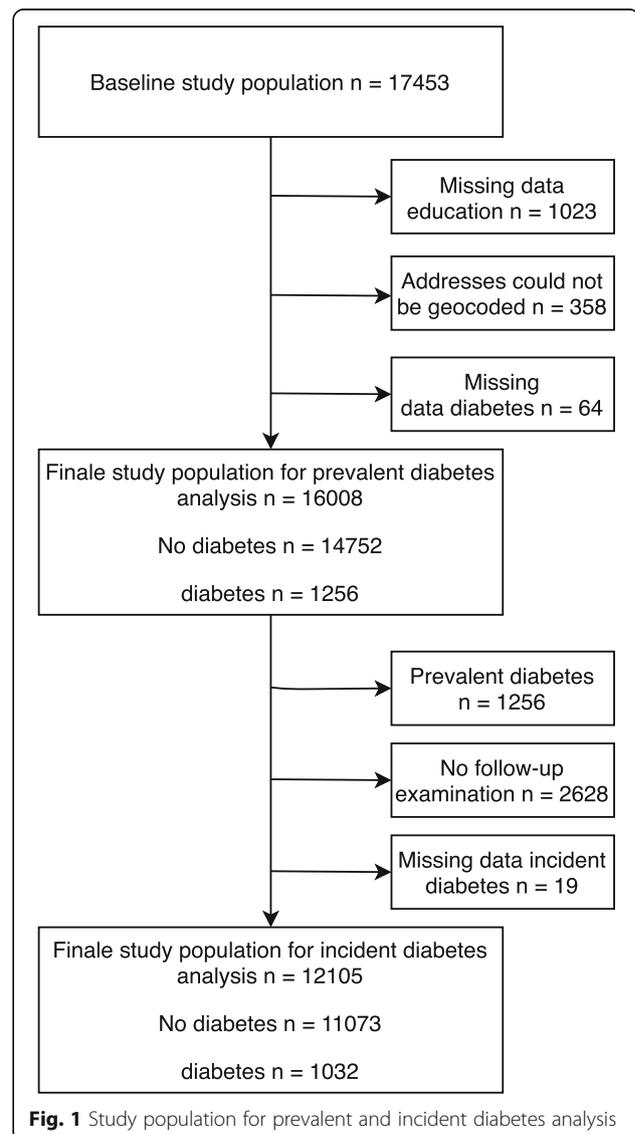 Baseline study population n = 17453
Missing data
education n = 1023
Addresses could not
be geocoded n = 358
Missing
data diabetes n = 64
Finale study population for prevalent diabetes
analysis n = 16008
No diabetes n = 14752
diabetes n = 1256
Prevalent diabetes
n = 1256
No follow-up
examination n = 2628
Missing data incident
diabetes n = 19
Finale study population for incident diabetes
analysis n = 12105
No diabetes n = 11073
diabetes n = 1032
Fig. 1 Study population for prevalent and incident diabetes analysis